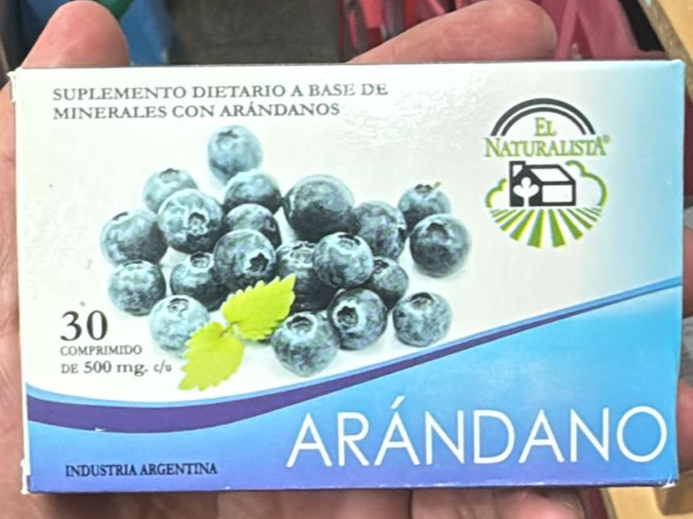 SUPLEMENTO DIETARIO A BASE DE
MINERALES CON ARÁNDANOS
EL
NATURALISTA®
30
COMPRIMIDO
DE 500 mg. c/u
ARÁNDANO
INDUSTRIA ARGENTINA